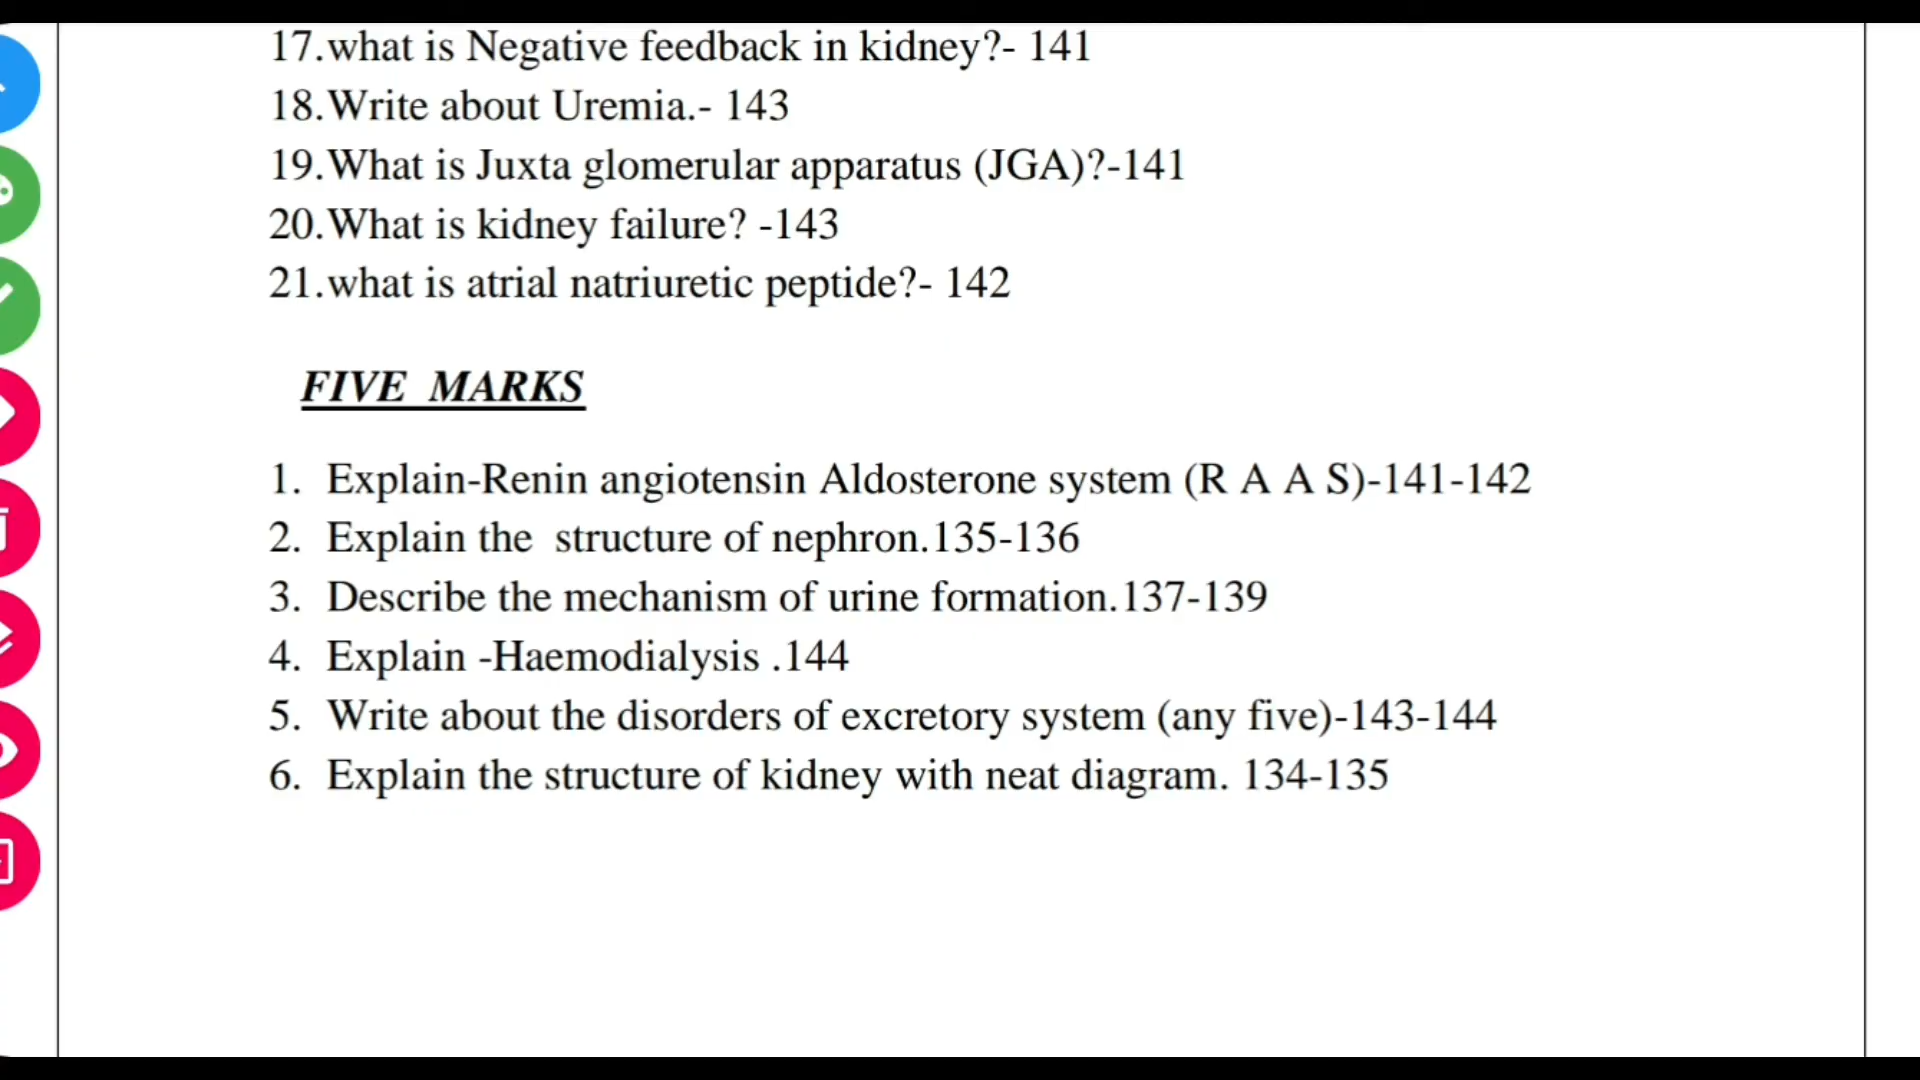 17.what is Negative feedback in kidney?- 141
18.Write about Uremia.- 143
19.What is Juxta glomerular apparatus (JGA)?-141
20.What is kidney failure? -143
21.what is atrial natriuretic peptide?- 142
FIVE MARKS
1. Explain-Renin angiotensin Aldosterone system (R A A S)-141-142
2. Explain the structure of nephron.135-136
3. Describe the mechanism of urine formation.137-139
4. Explain -Haemodialysis .144
5. Write about the disorders of excretory system (any five)-143-144
6. Explain the structure of kidney with neat diagram. 134-135